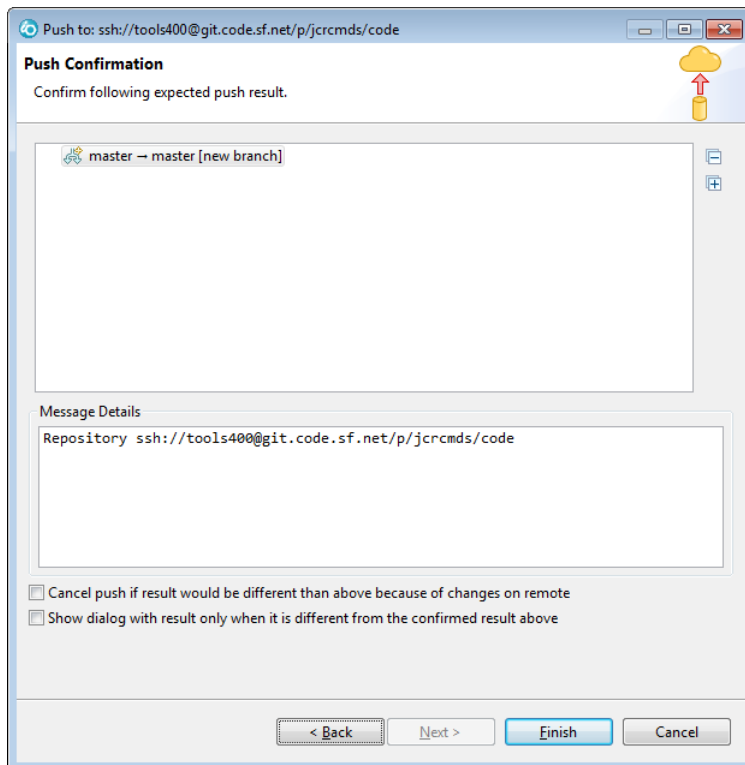 Push to: ssh://tools400@git.code.sf.net/p/jcrcmds/code
Push Confirmation
Confirm following expected push result.
master → master [new branch]
Message Details
Repository ssh://tools400@git.code.sf.net/p/jcrcmds/code
Cancel push if result would be different than above because of changes on remote
Show dialog with result only when it is different from the confirmed result above
< Back Next > Finish Cancel